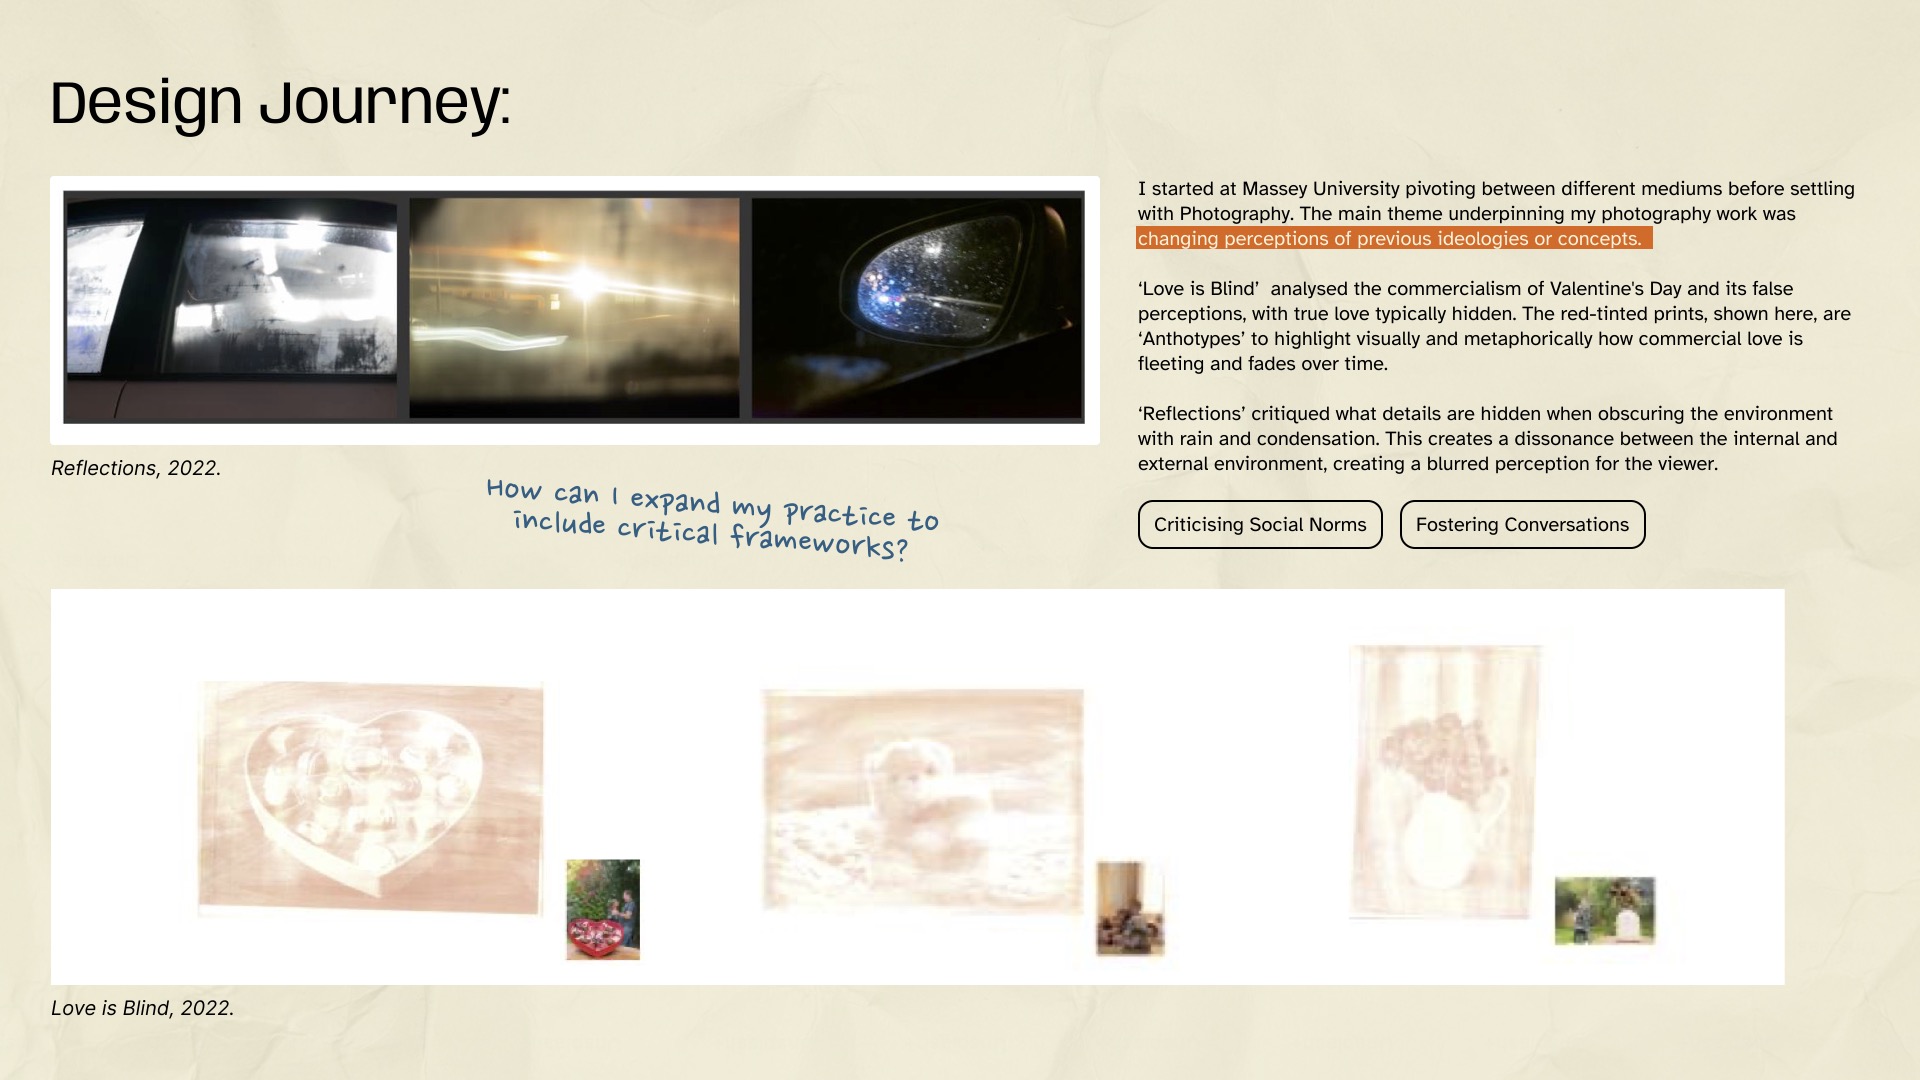 Design Journey:
I started at Massey University pivoting between different mediums before settling
with Photography. The main theme underpinning my photography work was
changing perceptions of previous ideologies or concepts.
‘Love is Blind’  analysed the commercialism of Valentine's Day and its false
perceptions, with true love typically hidden. The red-tinted prints, shown here, are
‘Anthotypes’ to highlight visually and metaphorically how commercial love is
fleeting and fades over time.
‘Reflections’ critiqued what details are hidden when obscuring the environment
with rain and condensation. This creates a dissonance between the internal and
external environment, creating a blurred perception for the viewer.
Criticising Social Norms
Fostering Conversations
Reflections, 2022.
How can I expand my practice to
include critical frameworks?
Love is Blind, 2022.